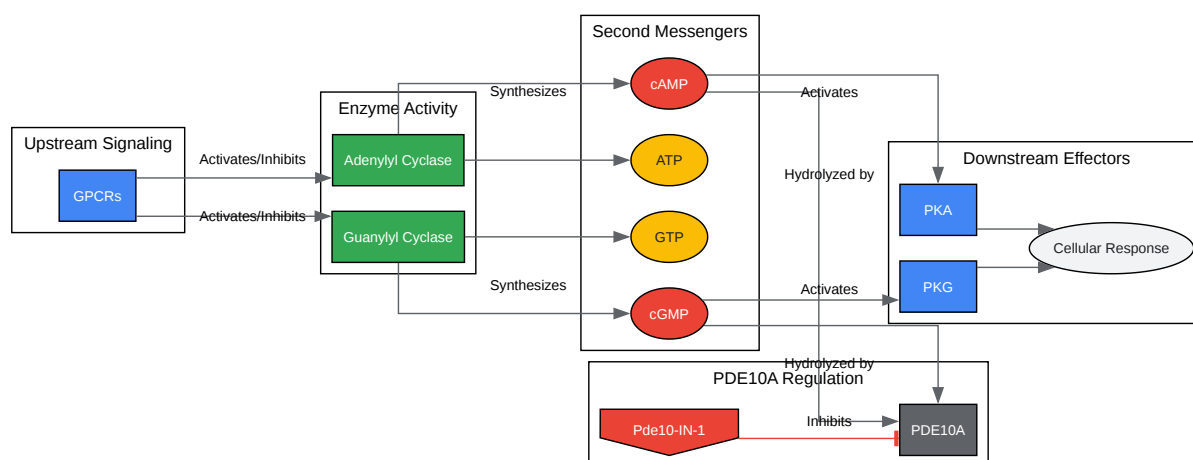 Second Messengers
cAMP
Synthesizes
Activates
Enzyme Activity
Upstream Signaling
Adenylyl Cyclase
ATP
Activates/Inhibits
Downstream Effectors
Hydrolyzed by
GPCRs
PKA
Activates/Inhibits
Guanylyl Cyclase
GTP
Cellular Response
Synthesizes
Activates
PKG
cGMP
Hydrolyzed by
PDE10A Regulation
Inhibits
Pde10-IN-1
PDE10A